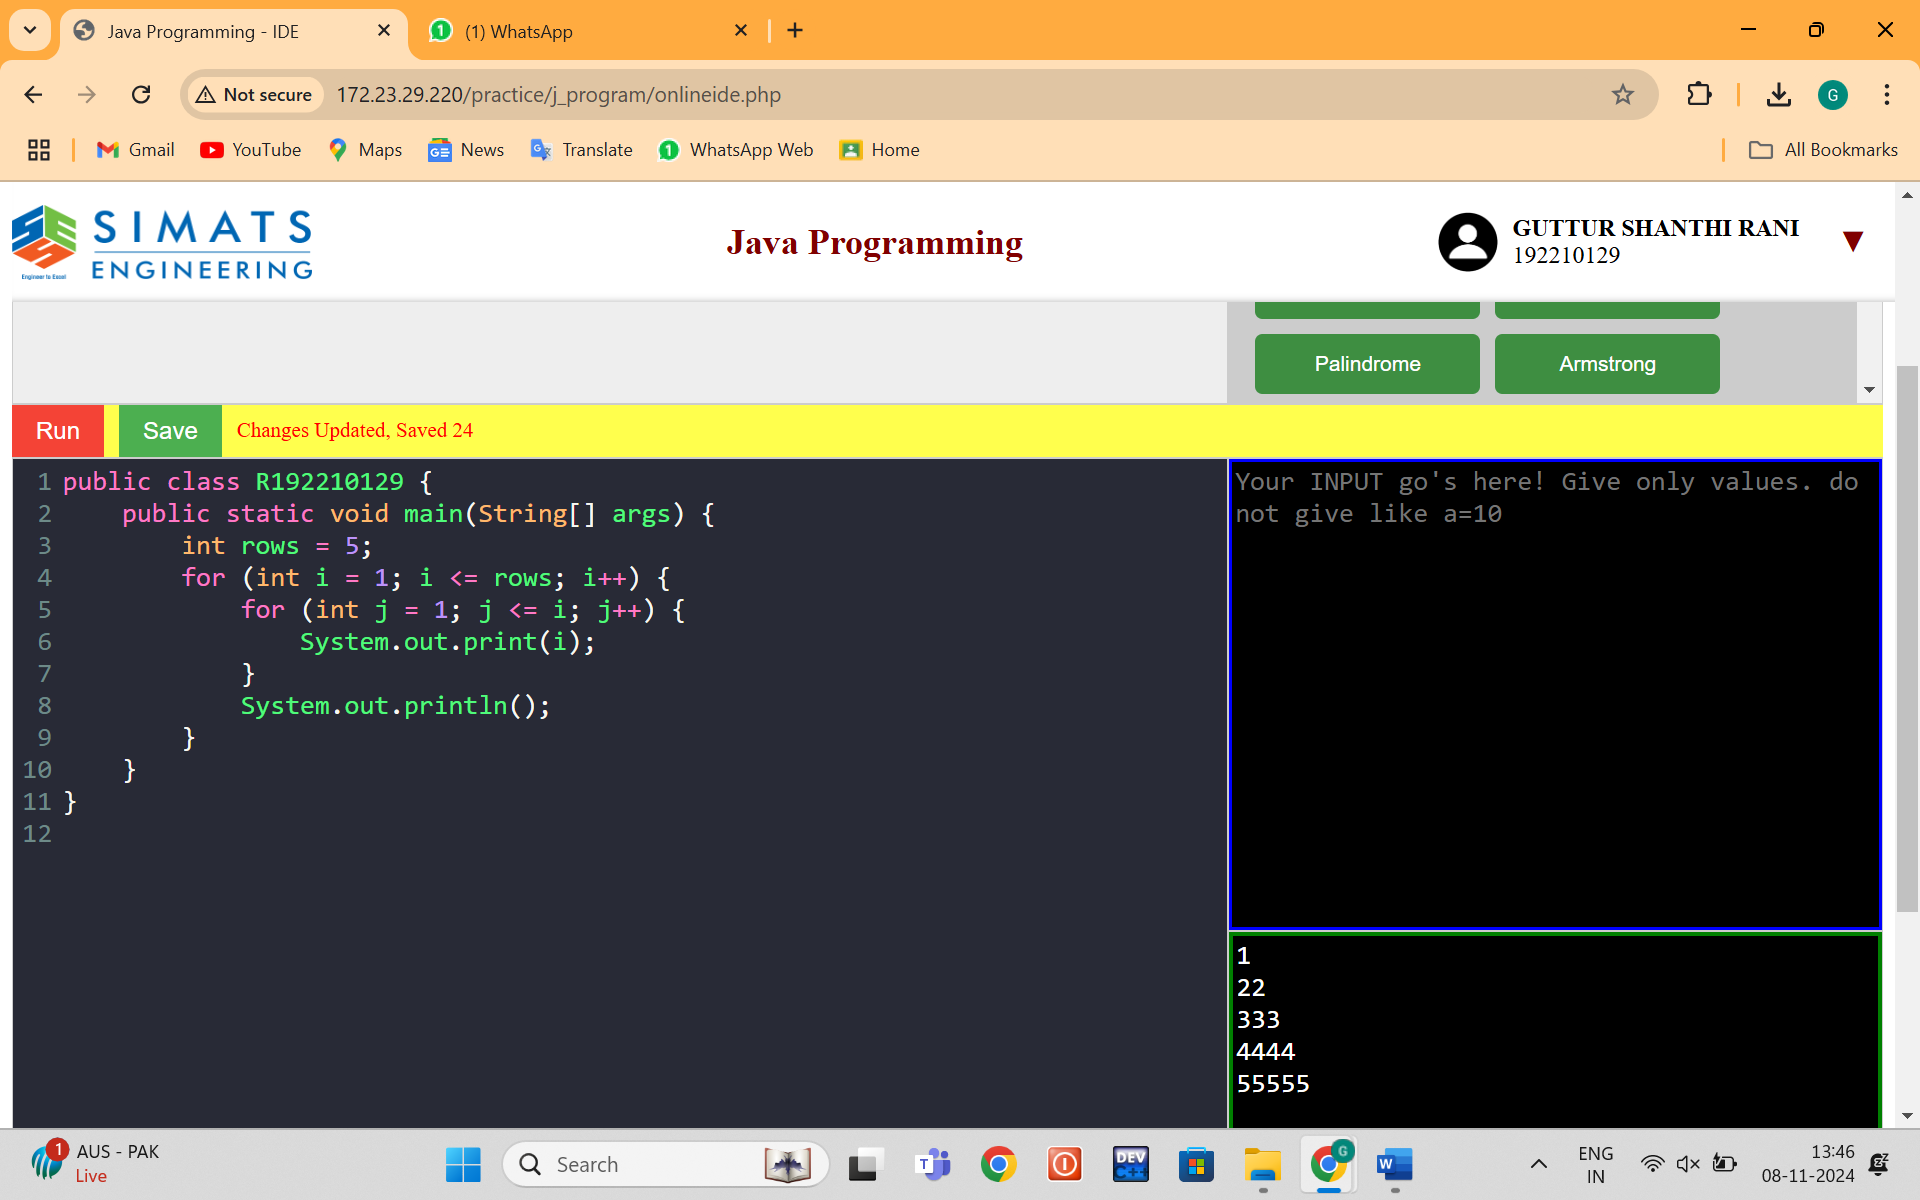 Java Programming - IDE
(1) WhatsApp
Not secure
172.23.29.220/practice/j_program/onlineide.php
G
Gmail
YouTube
Maps
News
Translate
WhatsApp Web
Home
All Bookmarks
SIMATS
ENGINEERING
Engineer to Excel
Java Programming
GUTTUR SHANTHI RANI
192210129
Palindrome
Armstrong
Run
Save
Changes Updated, Saved 24
1 public class R192210129 {
2     public static void main(String[] args) {
3         int rows = 5;
4         for (int i = 1; i <= rows; i++) {
5             for (int j = 1; j <= i; j++) {
6                 System.out.print(i);
7             }
8             System.out.println();
9         }
10     }
11 }
12
Your INPUT go's here! Give only values. do
not give like a=10
1
22
333
4444
55555
1
AUS - PAK
Live
Search
DEV
C++
G
W
ENG
IN
13:46
08-11-2024